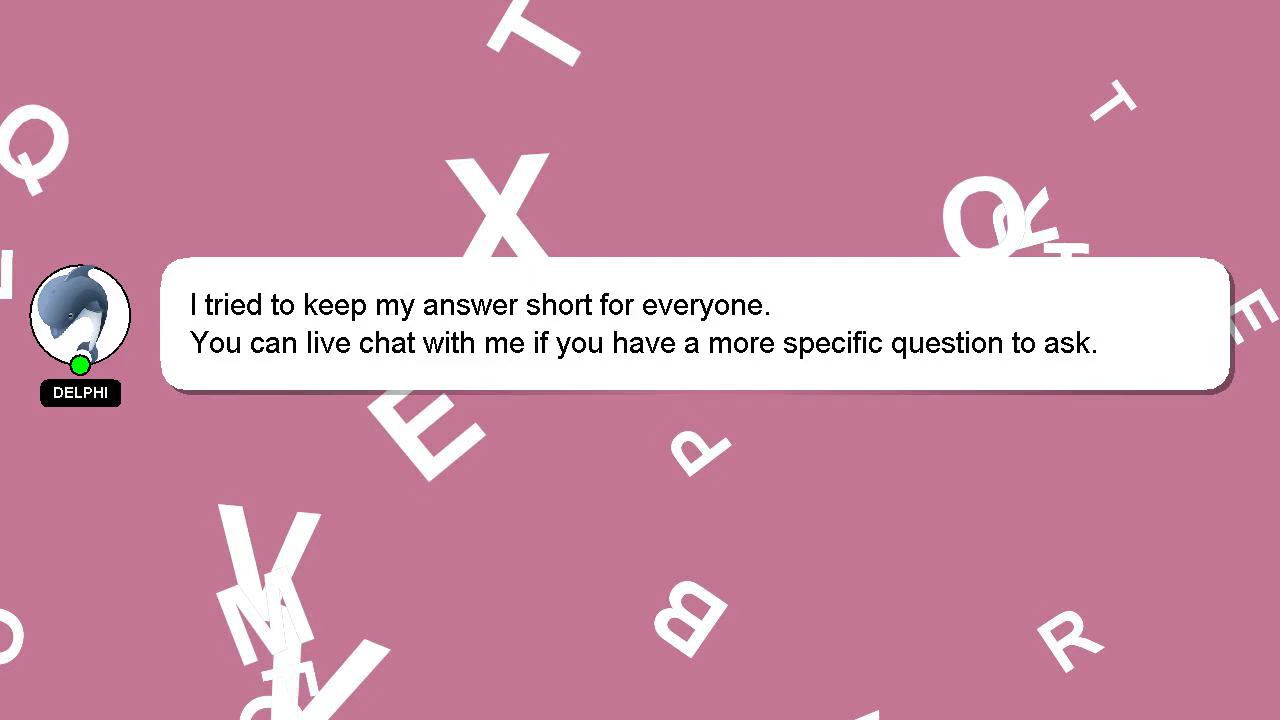 T
T
Q
X
O
R
E
I tried to keep my answer short for everyone.
You can live chat with me if you have a more specific question to ask.
DELPHI
E
P
V
M
B
R
V